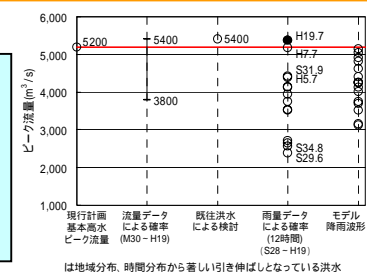 6,000
5,000
4,000
3,000
2,000
1,000
ピーク流量(m³/s)
5200
5400
3800
5400
H19.7
H7.7
S31.9
H5.7
S34.8
S29.6
現行計画
基本高水
ピーク流量
流量データ
による確率
(M30－H19)
既往洪水
による検討
雨量データ
による確率
(12時間)
(S28－H19)
モデル
降雨波形
は地域分布、時間分布から著しい引き伸ばしとなっている洪水